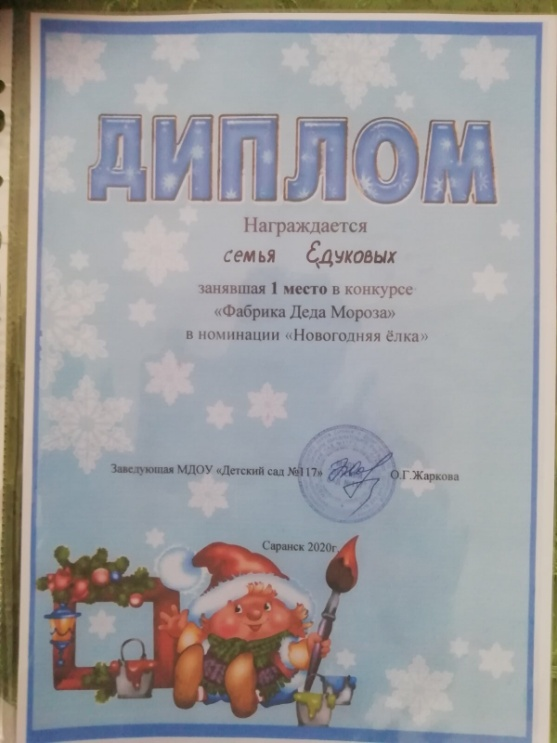 ДИПЛОМ
Награждается
семья Едуковых
занявшая 1 место в конкурсе
«Фабрика Деда Мороза»
в номинации «Новогодняя ёлка»
Заведующая МДОУ «Детский сад №117» О.Г.Жаркова
Саранск 2020г.